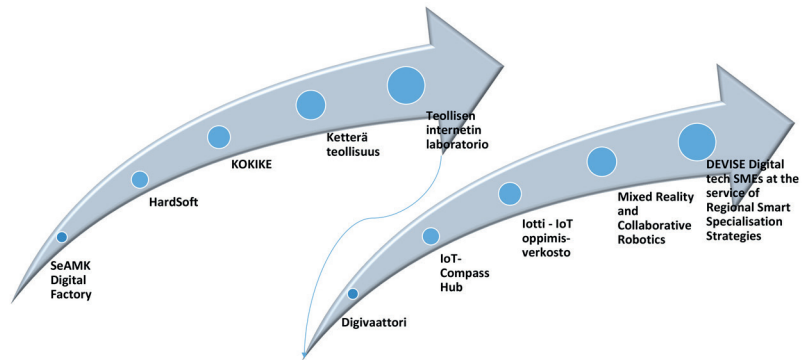 SeAMK
Digital
Factory
HardSoft
KOKIKE
Ketterä
teollisuus
Teollisen
internetin
laboratorio
Digivaattori
IoT-
Compass
Hub
Iotti - IoT
oppimis-
verkosto
Mixed Reality
and
Collaborative
Robotics
DEVISE Digital
tech SMEs at the
service of
Regional Smart
Specialisation
Strategies